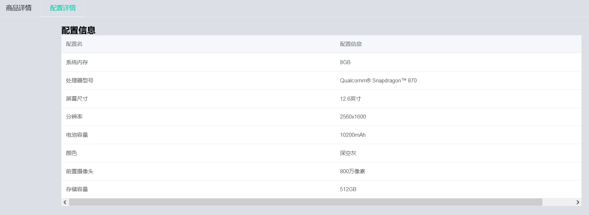 商品详情 配置详情
配置信息
配置名 配置信息
系统内存 8GB
处理器型号 Qualcomm® Snapdragon™ 870
屏幕尺寸 12.6英寸
分辨率 2560x1600
电池容量 10200mAh
颜色 深空灰
前置摄像头 800万像素
存储容量 512GB